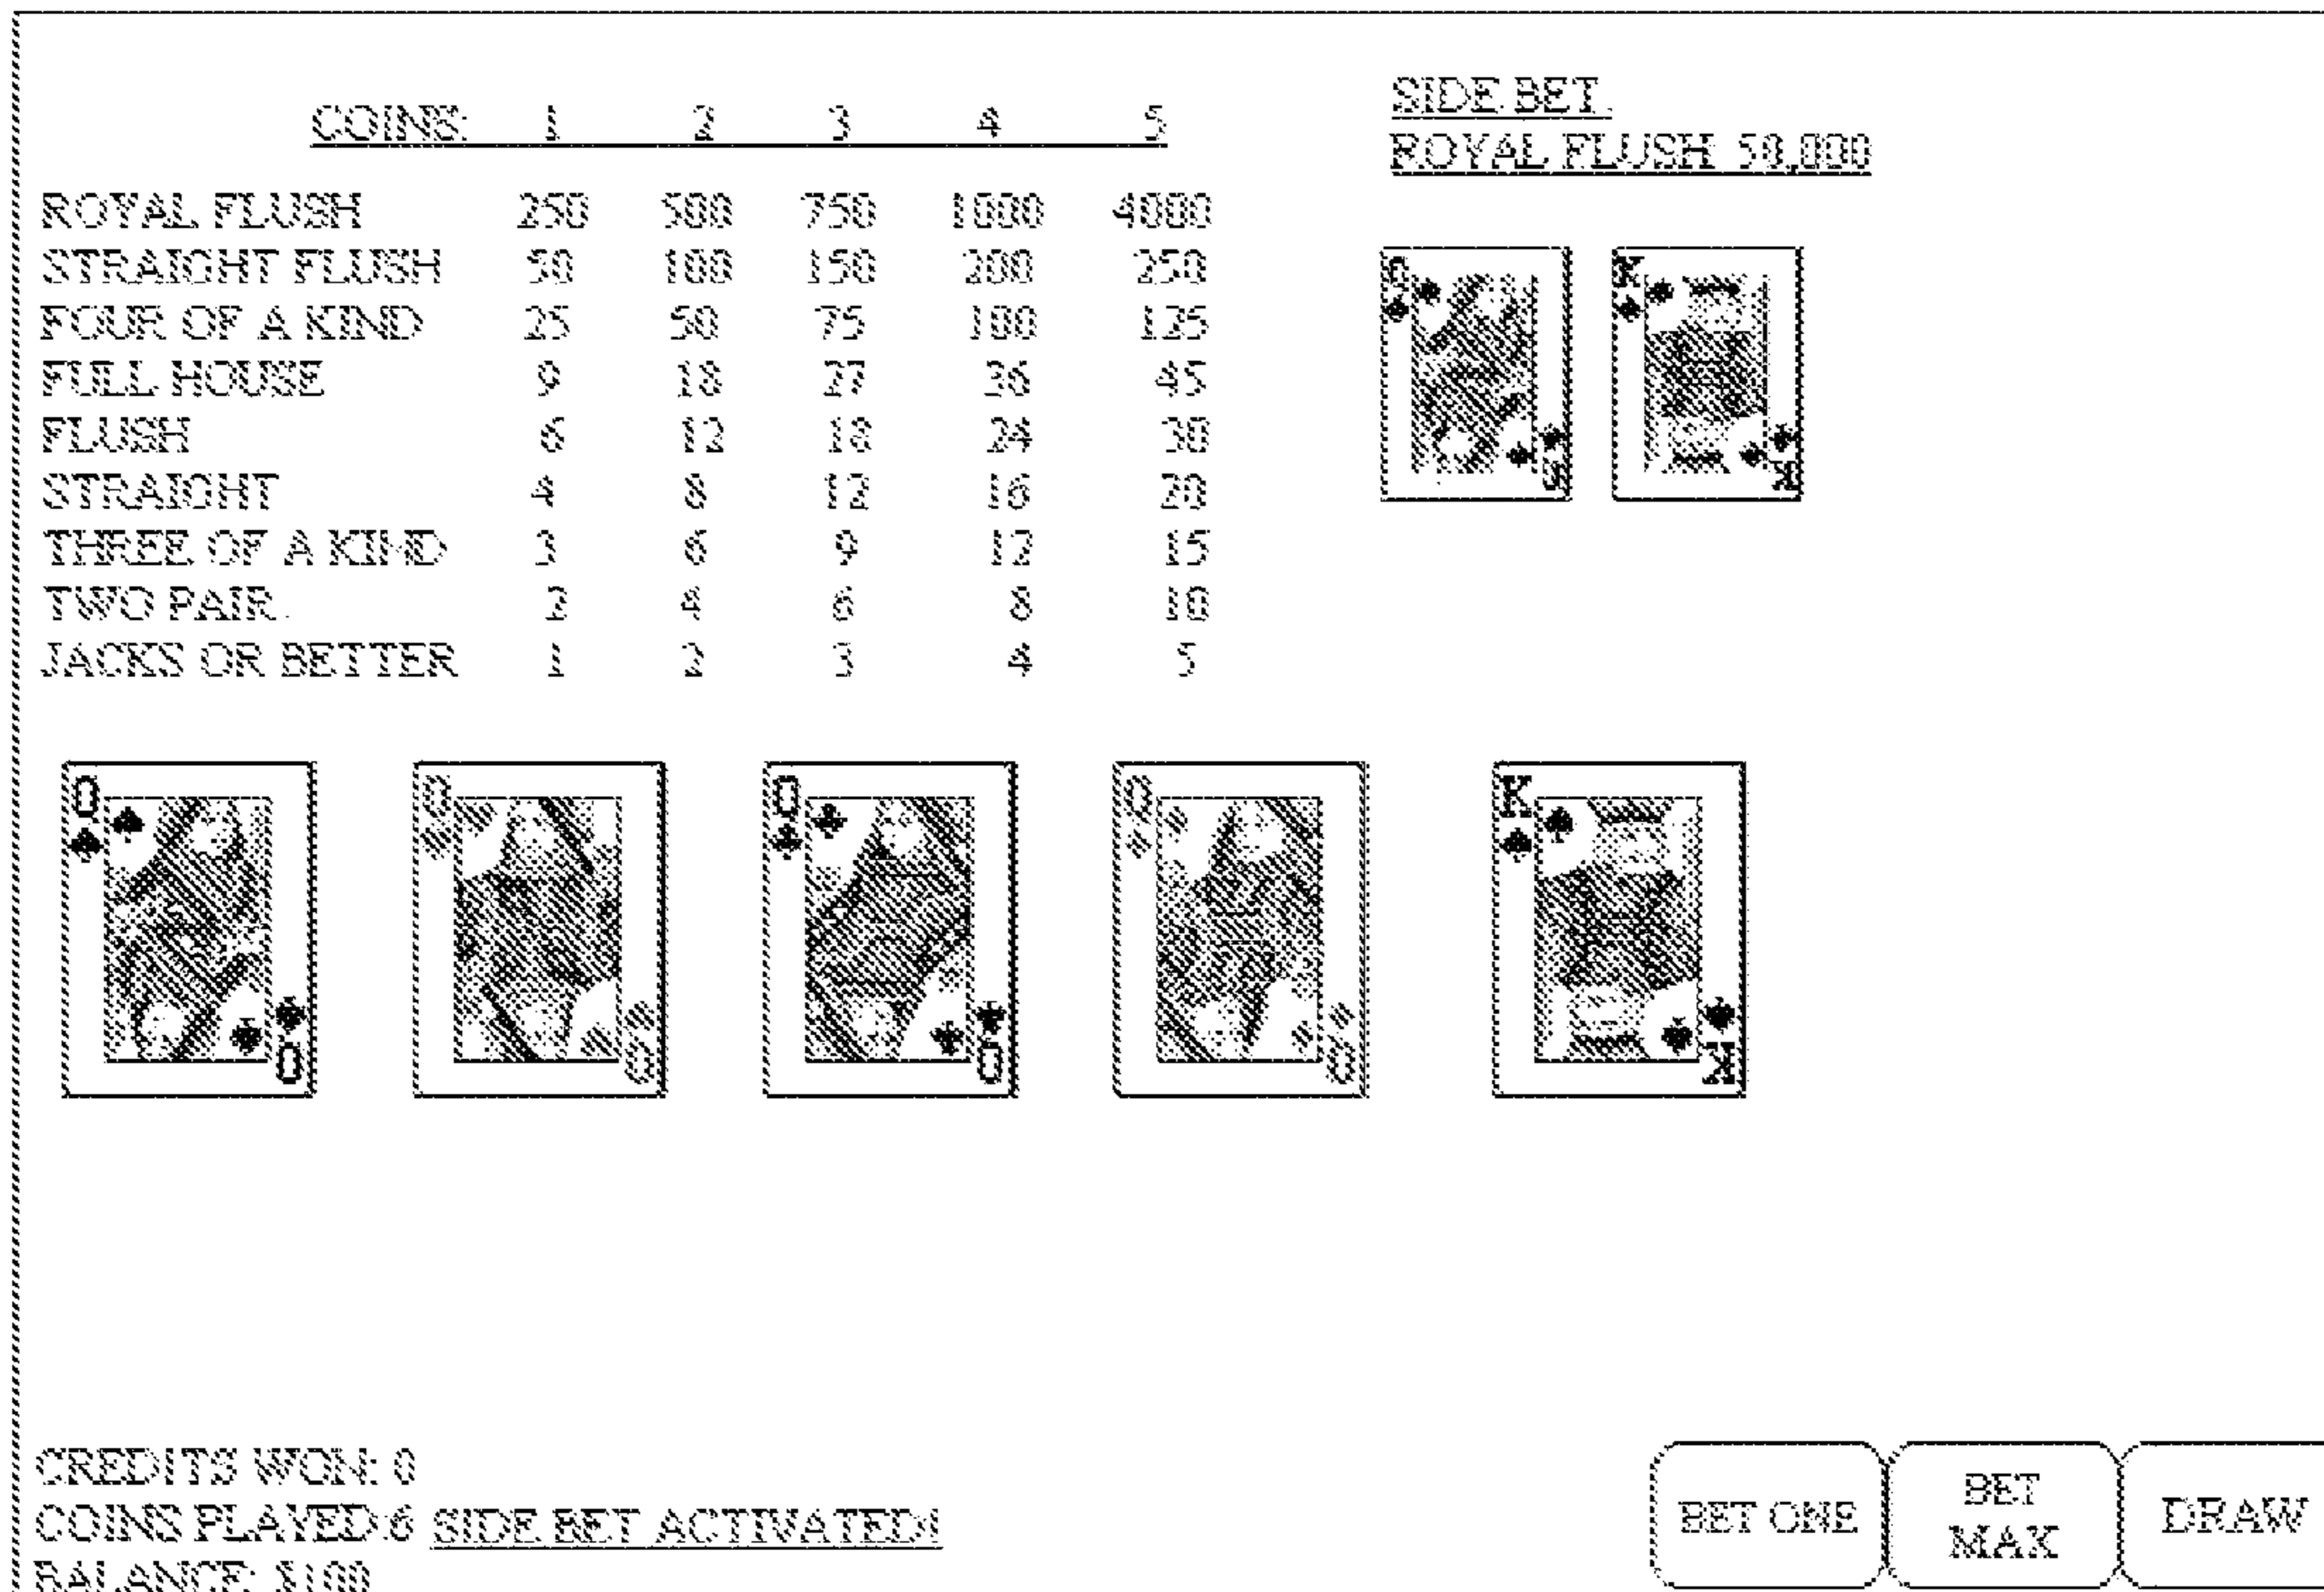 COINS: 1 2 3 4 5
ROYAL FLUSH 250 500 750 1000 4000
STRAIGHT FLUSH 50 100 150 200 250
FOUR OF A KIND 25 50 75 100 125
FULL HOUSE 9 18 27 36 45
FLUSH 6 12 18 24 30
STRAIGHT 4 8 12 16 20
THREE OF A KIND 3 6 9 12 15
TWO PAIR 2 4 6 8 10
JACKS OR BETTER 1 2 3 4 5
SIDE BET
ROYAL FLUSH 50,000
Q K
Q K
Q Q Q Q K
Q Q Q Q K
CREDITS WON: 0
COINS PLAYED:6 SIDE BET ACTIVATED!
BALANCE: $100
BET ONE
BET
MAX
DRAW